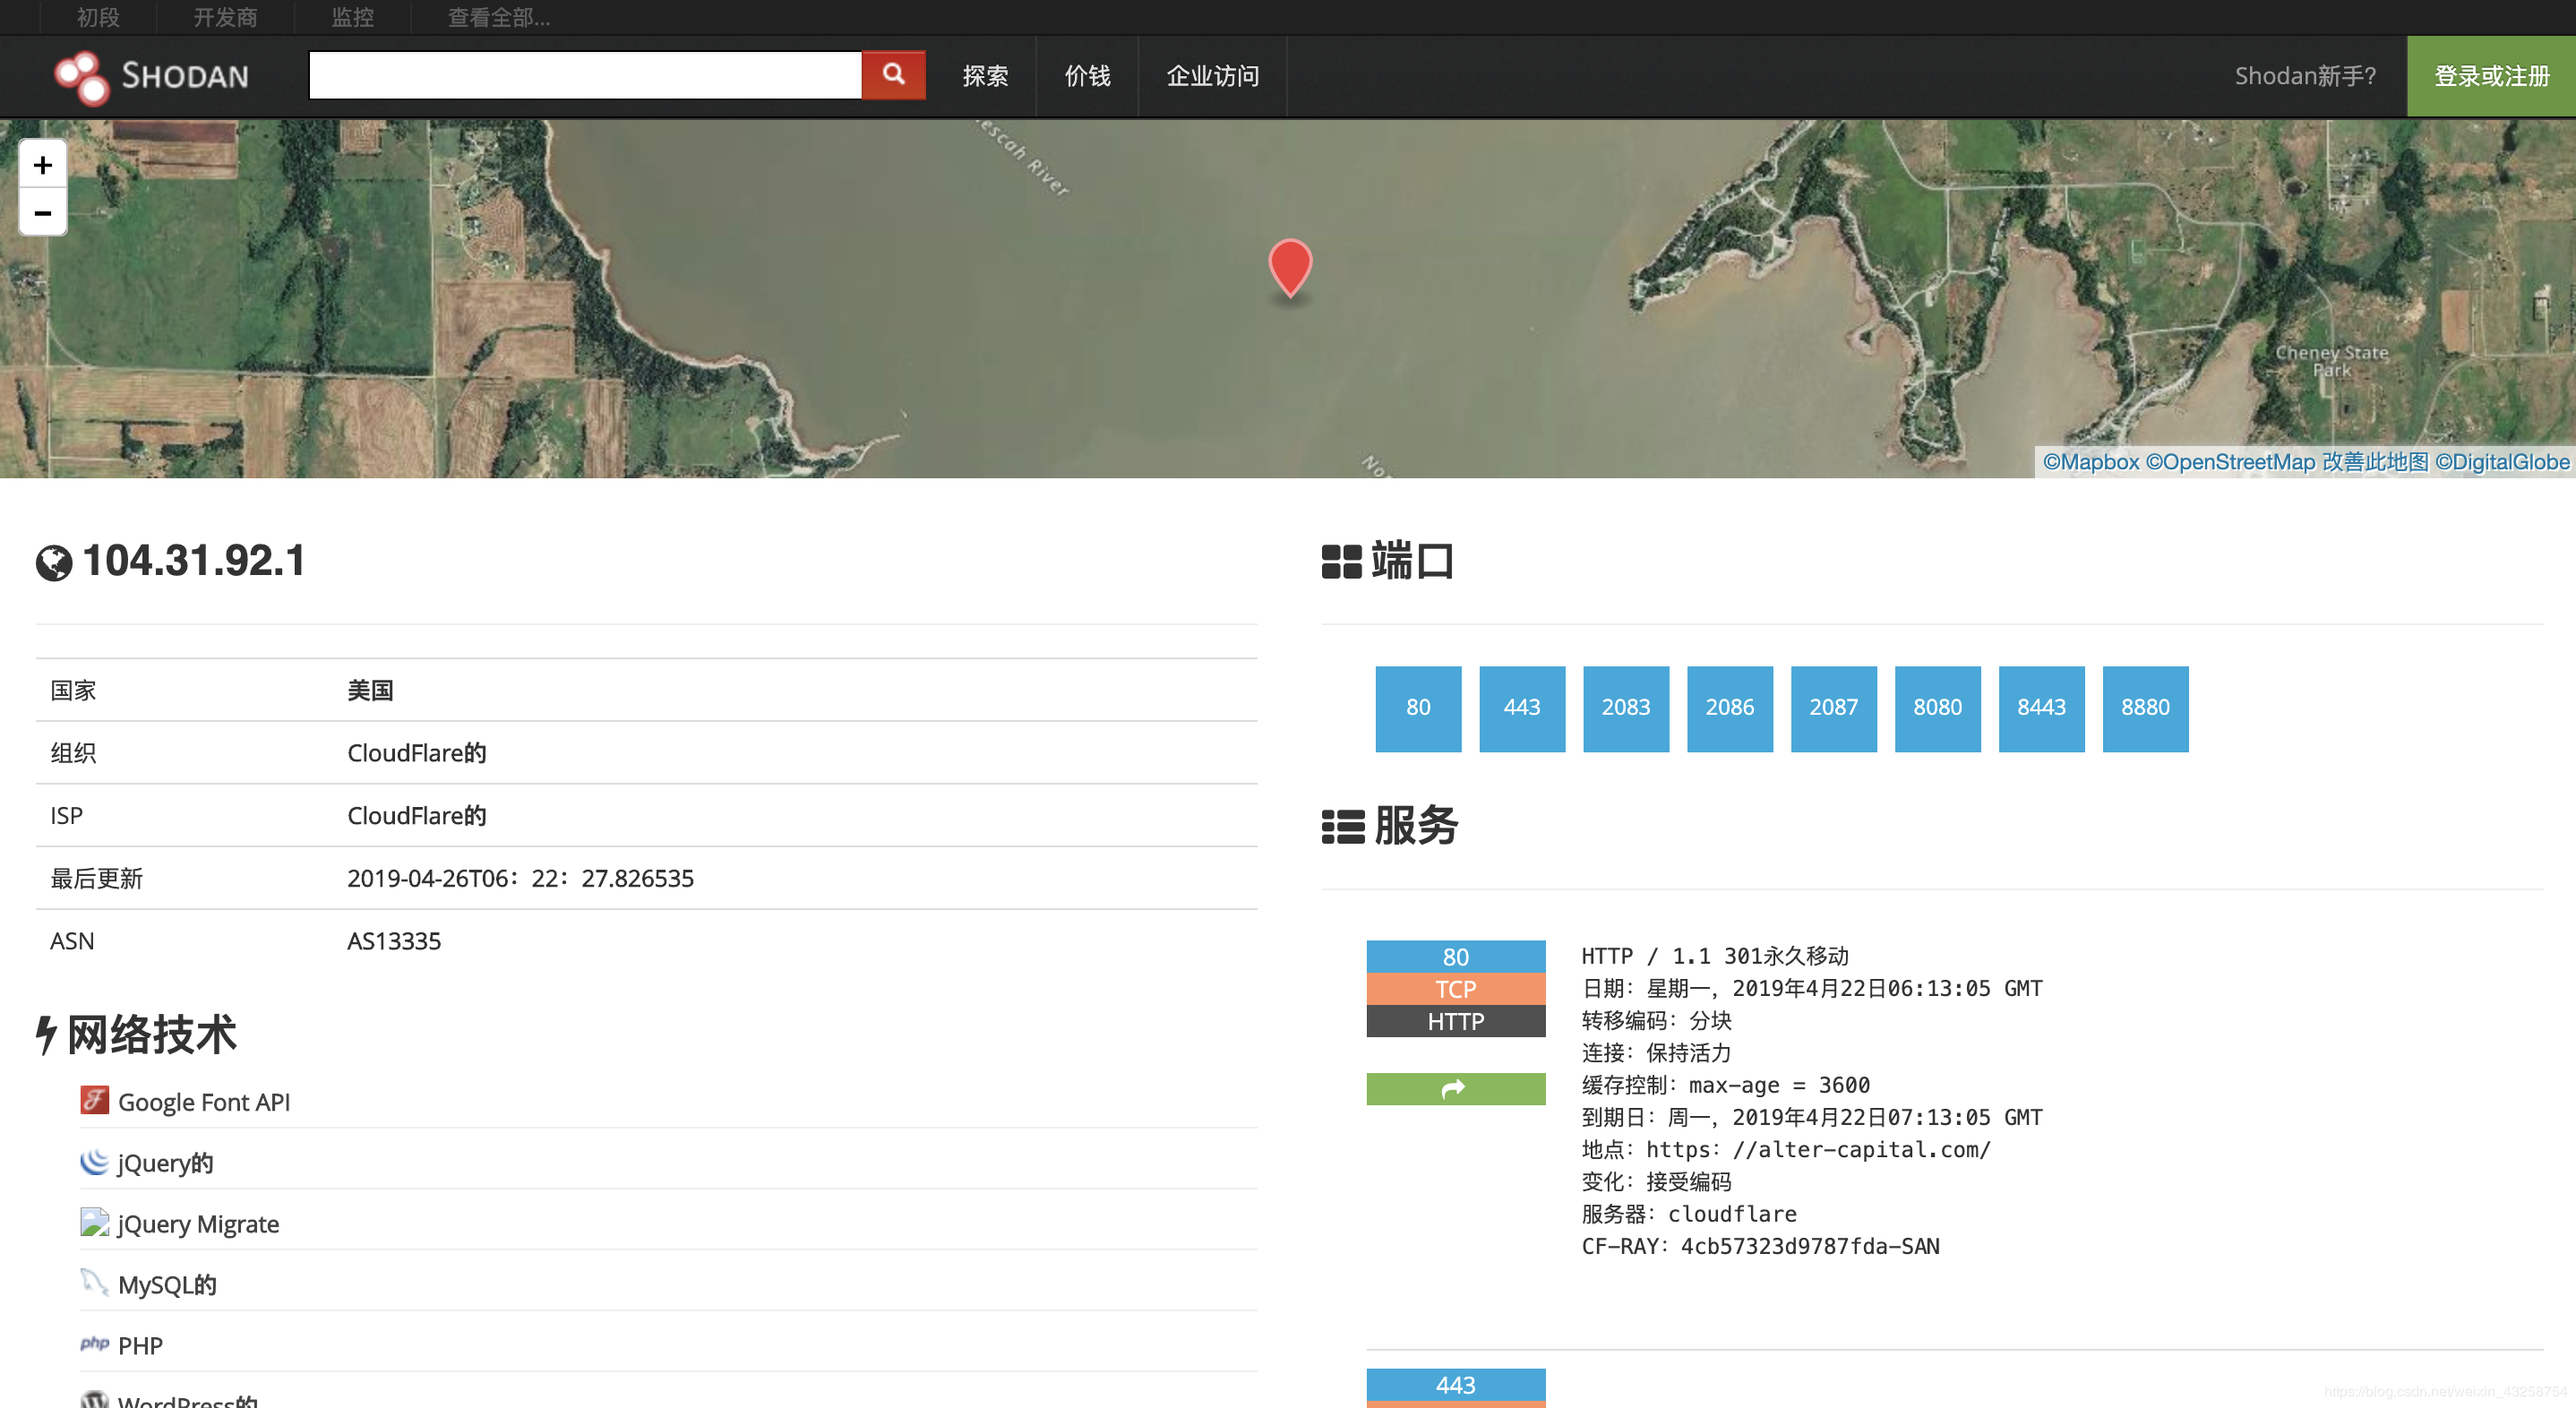 初段 开发商 监控 查看全部...
SHODAN 探索 价钱 企业访问 Shodan新手? 登录或注册
+
−
escah River
Cheney State
Park
©Mapbox ©OpenStreetMap 改善此地图 ©DigitalGlobe
104.31.92.1
国家 美国
组织 CloudFlare的
ISP CloudFlare的
最后更新 2019-04-26T06：22：27.826535
ASN AS13335
网络技术
Google Font API
jQuery的
jQuery Migrate
MySQL的
php PHP
WordPress的
端口
80 443 2083 2086 2087 8080 8443 8880
服务
80
TCP
HTTP
HTTP / 1.1 301永久移动
日期：星期一，2019年4月22日06:13:05 GMT
转移编码：分块
连接：保持活力
缓存控制：max-age = 3600
到期日：周一，2019年4月22日07:13:05 GMT
地点：https：//alter-capital.com/
变化：接受编码
服务器：cloudflare
CF-RAY：4cb57323d9787fda-SAN
443
https://blog.csdn.net/weixin_43258754